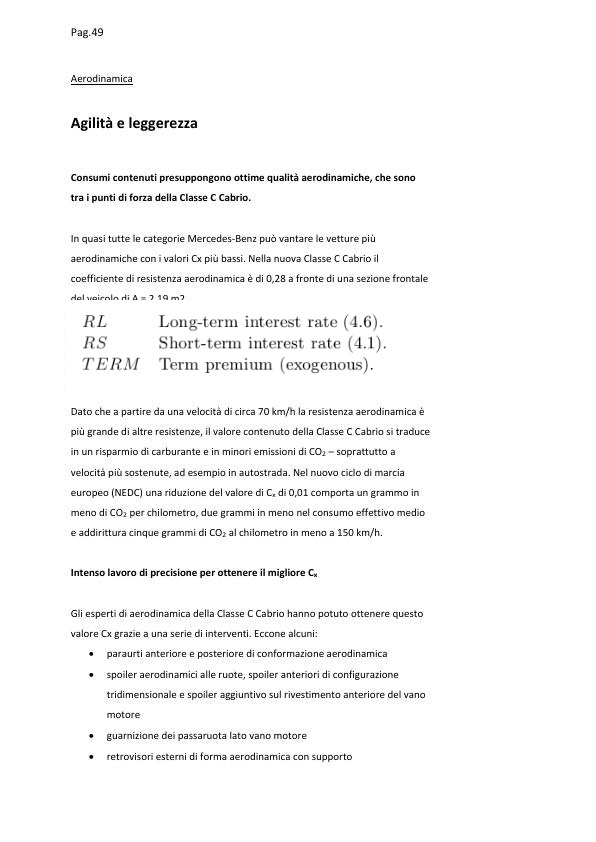 Pag.49
Aerodinamica
Agilità e leggerezza
Consumi contenuti presuppongono ottime qualità aerodinamiche, che sono
tra i punti di forza della Classe C Cabrio.
In quasi tutte le categorie Mercedes-Benz può vantare le vetture più
aerodinamiche con i valori Cx più bassi. Nella nuova Classe C Cabrio il
coefficiente di resistenza aerodinamica è di 0,28 a fronte di una sezione frontale
del veicolo di A = 2,19 m2
RL Long-term interest rate (4.6).
RS Short-term interest rate (4.1).
TERM Term premium (exogenous).
Dato che a partire da una velocità di circa 70 km/h la resistenza aerodinamica è
più grande di altre resistenze, il valore contenuto della Classe C Cabrio si traduce
in un risparmio di carburante e in minori emissioni di CO₂ – soprattutto a
velocità più sostenute, ad esempio in autostrada. Nel nuovo ciclo di marcia
europeo (NEDC) una riduzione del valore di Cₓ di 0,01 comporta un grammo in
meno di CO₂ per chilometro, due grammi in meno nel consumo effettivo medio
e addirittura cinque grammi di CO₂ al chilometro in meno a 150 km/h.
Intenso lavoro di precisione per ottenere il migliore Cₓ
Gli esperti di aerodinamica della Classe C Cabrio hanno potuto ottenere questo
valore Cx grazie a una serie di interventi. Eccone alcuni:
• paraurti anteriore e posteriore di conformazione aerodinamica
• spoiler aerodinamici alle ruote, spoiler anteriori di configurazione
tridimensionale e spoiler aggiuntivo sul rivestimento anteriore del vano
motore
• guarnizione dei passaruota lato vano motore
• retrovisori esterni di forma aerodinamica con supporto